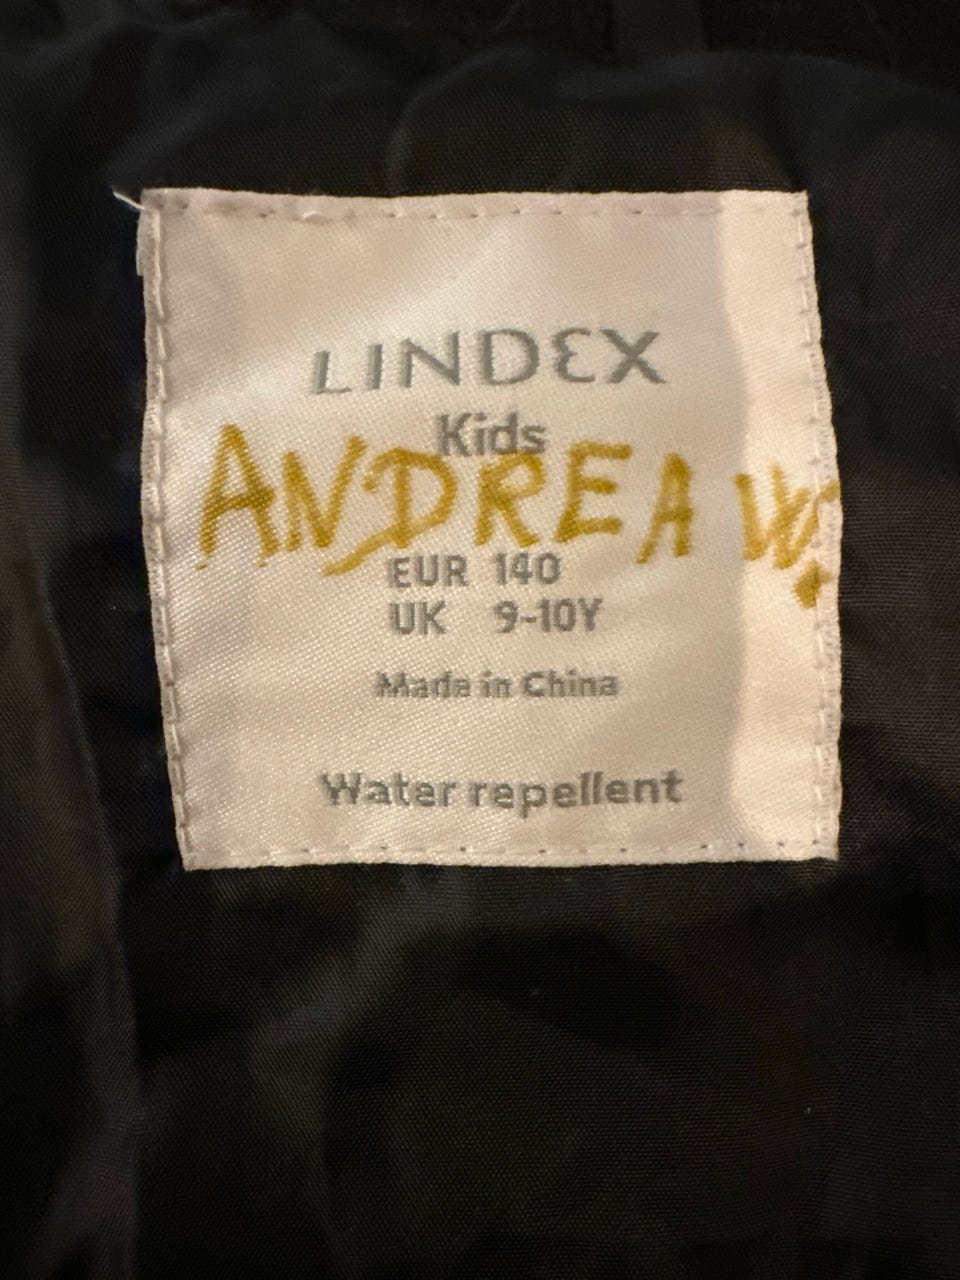 LINDEX
Kids
ANDREA W.
EUR 140
UK 9-10Y
Made in China
Water repellent